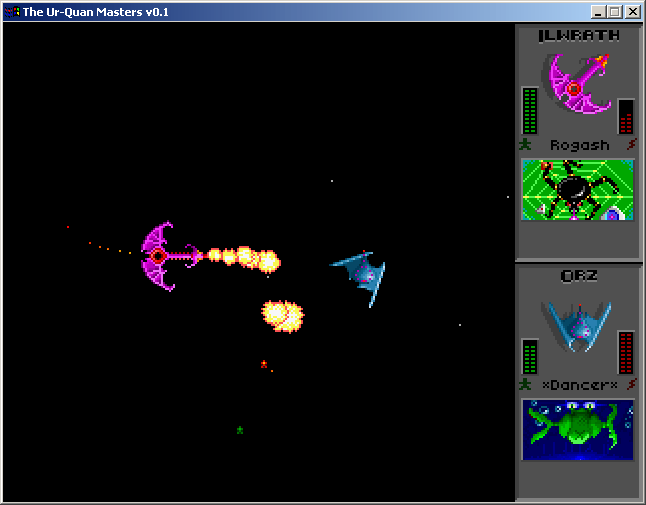 The Ur-Quan Masters v0.1
ILWRATH
Rogash
ORZ
×Dancer×